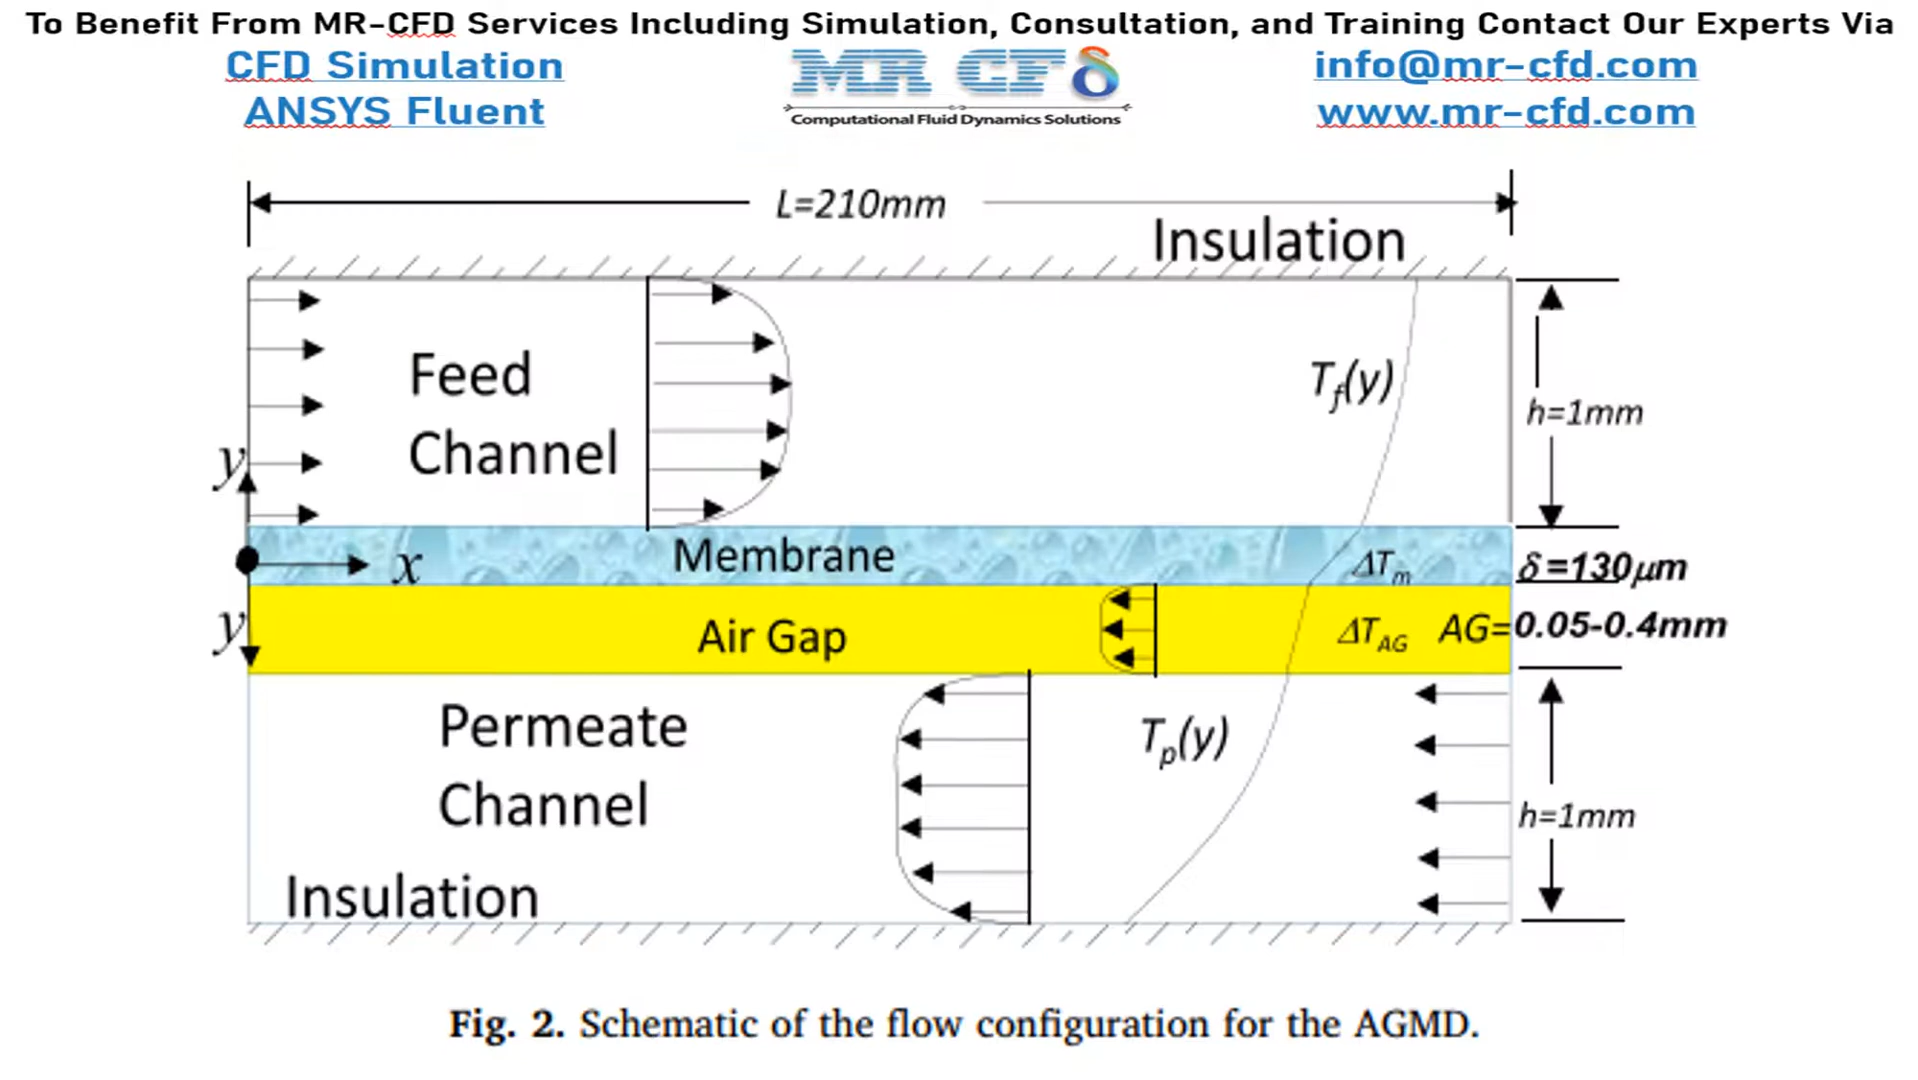 To Benefit From MR-CFD Services Including Simulation, Consultation, and Training Contact Our Experts Via
CFD Simulation
ANSYS Fluent
MR CFδ
Computational Fluid Dynamics Solutions
info@mr-cfd.com
www.mr-cfd.com
L=210mm
Insulation
Feed
Channel
T_f(y)
h=1mm
y
Membrane
x
ΔT_m
δ=130μm
y
Air Gap
ΔT_AG
AG=0.05-0.4mm
Permeate
Channel
T_p(y)
h=1mm
Insulation
Fig. 2. Schematic of the flow configuration for the AGMD.